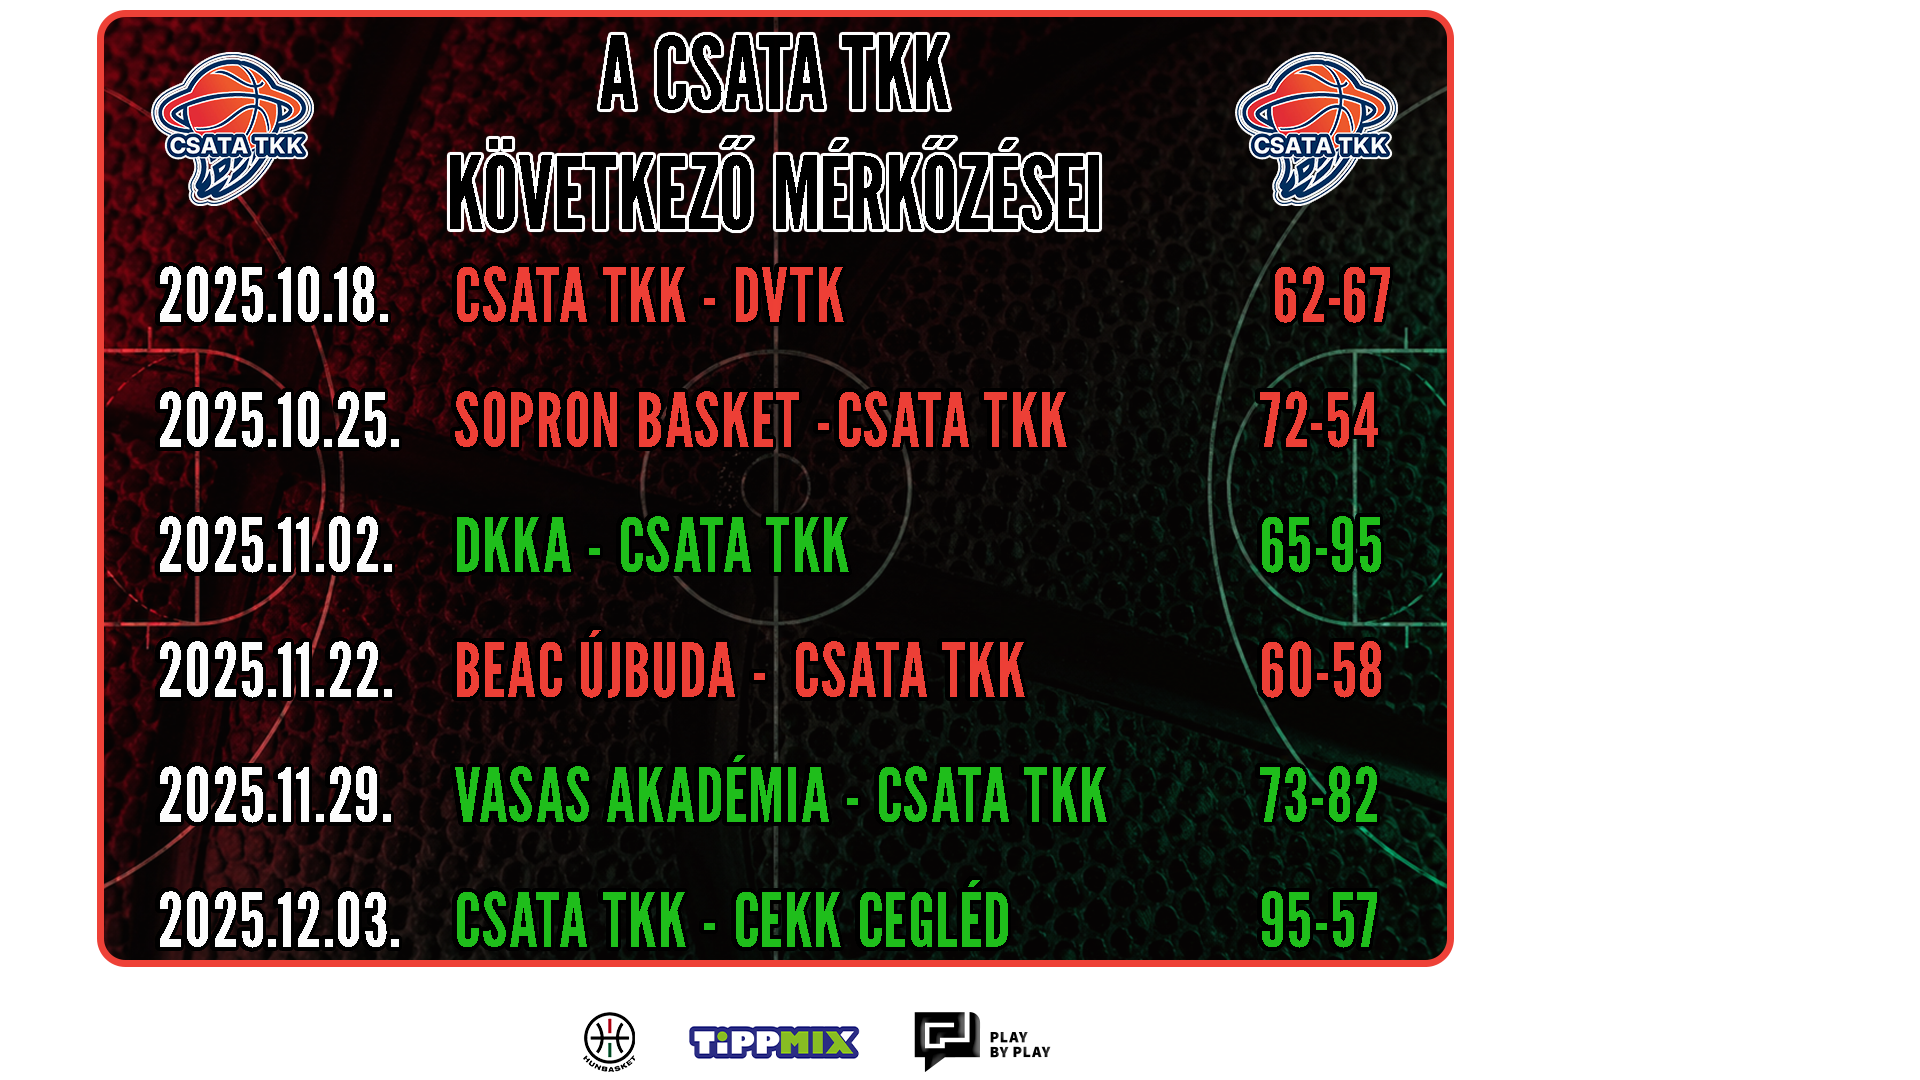 A CSATA TKK
KÖVETKEZŐ MÉRKŐZÉSEI
CSATA TKK
CSATA TKK
2025.10.18. CSATA TKK - DVTK 62-67
2025.10.25. SOPRON BASKET -CSATA TKK 72-54
2025.11.02. DKKA - CSATA TKK 65-95
2025.11.22. BEAC ÚJBUDA - CSATA TKK 60-58
2025.11.29. VASAS AKADÉMIA - CSATA TKK 73-82
2025.12.03. CSATA TKK - CEKK CEGLÉD 95-57
HUNBASKET
TiPPMIX
PLAY
BY PLAY